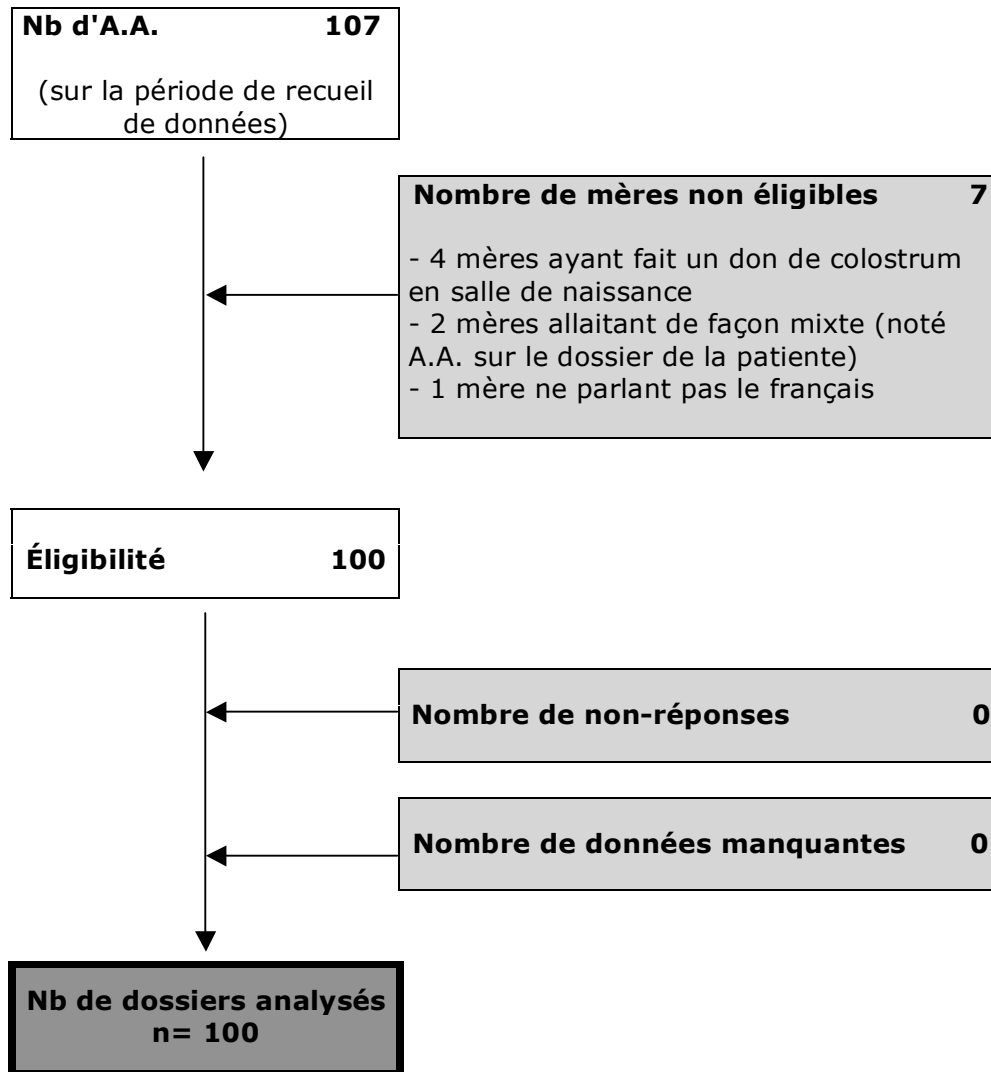 Nb d'A.A. 107
(sur la période de recueil
de données)
Nombre de mères non éligibles 7
- 4 mères ayant fait un don de colostrum
en salle de naissance
- 2 mères allaitant de façon mixte (noté
A.A. sur le dossier de la patiente)
- 1 mère ne parlant pas le français
Éligibilité 100
Nombre de non-réponses 0
Nombre de données manquantes 0
Nb de dossiers analysés
n= 100